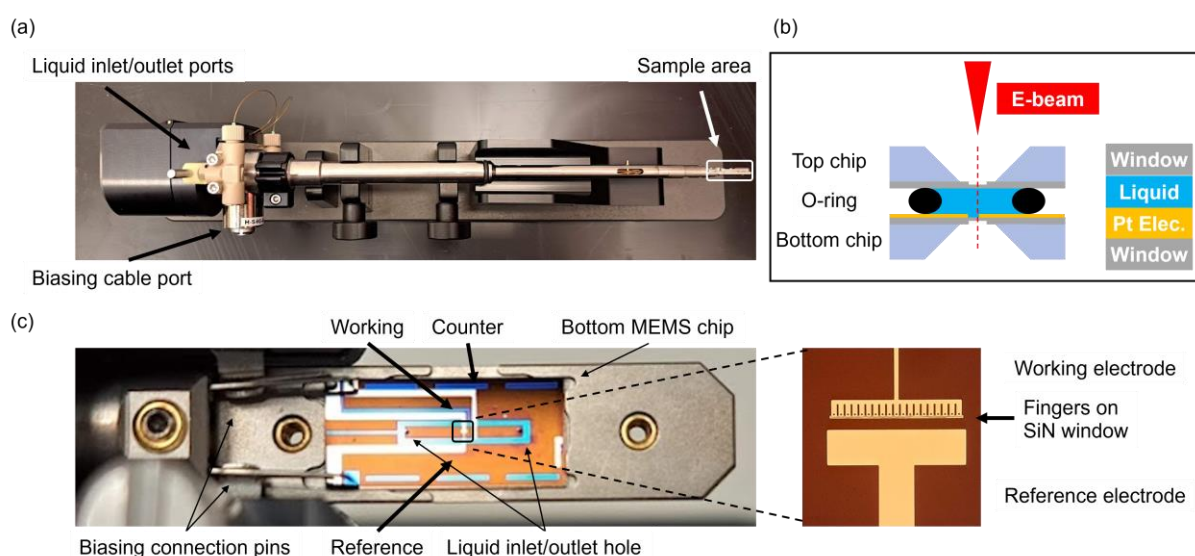 (a)
Liquid inlet/outlet ports
Sample area
Biasing cable port
(b)
E-beam
Top chip
O-ring
Bottom chip
Window
Liquid
Pt Elec.
Window
(c)
Working
Counter
Bottom MEMS chip
Biasing connection pins
Reference
Liquid inlet/outlet hole
Working electrode
Fingers on
SiN window
Reference electrode